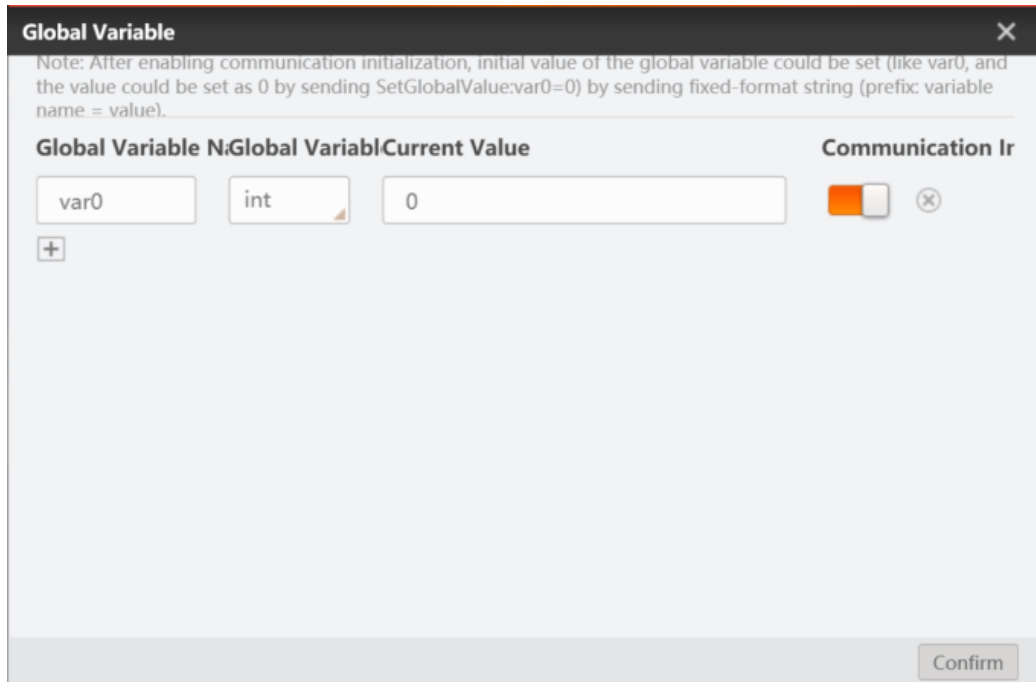 Global Variable
Note: After enabling communication initialization, initial value of the global variable could be set (like var0, and
the value could be set as 0 by sending SetGlobalValue:var0=0) by sending fixed-format string (prefix: variable
name = value).
Global Variable Na Global Variabl Current Value Communication In
var0 int 0
Confirm